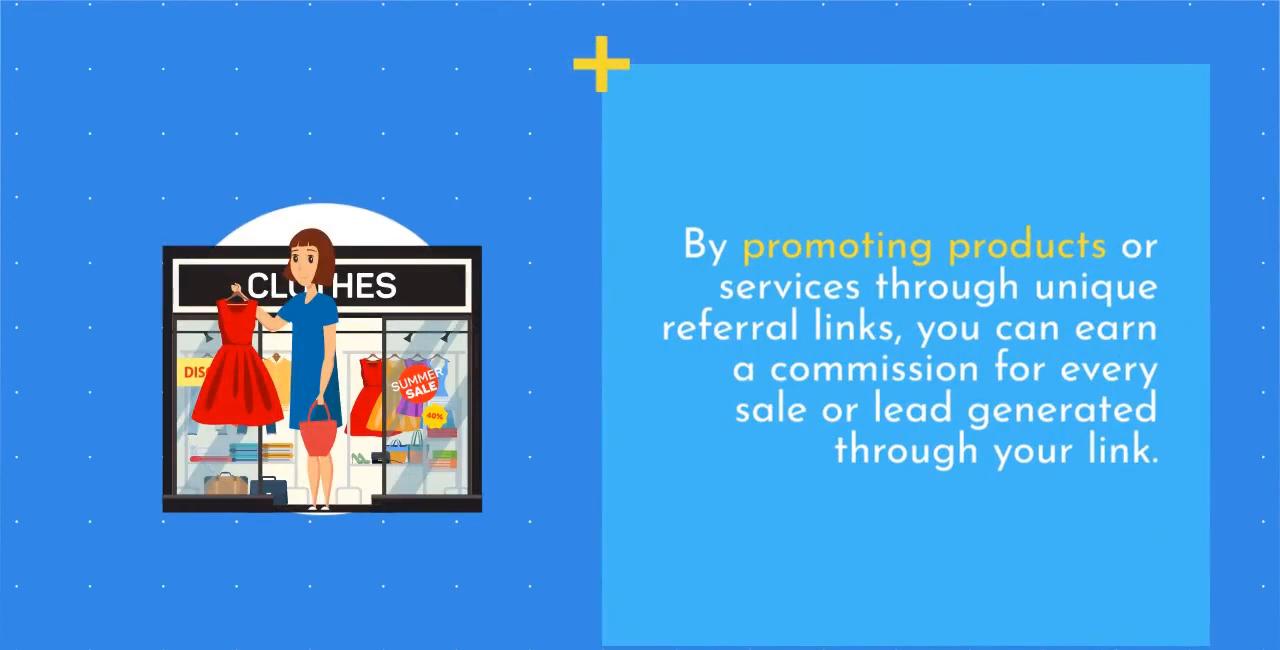 CLOTHES
SUMMER
SALE
40%
By promoting products or
services through unique
referral links, you can earn
a commission for every
sale or lead generated
through your link.